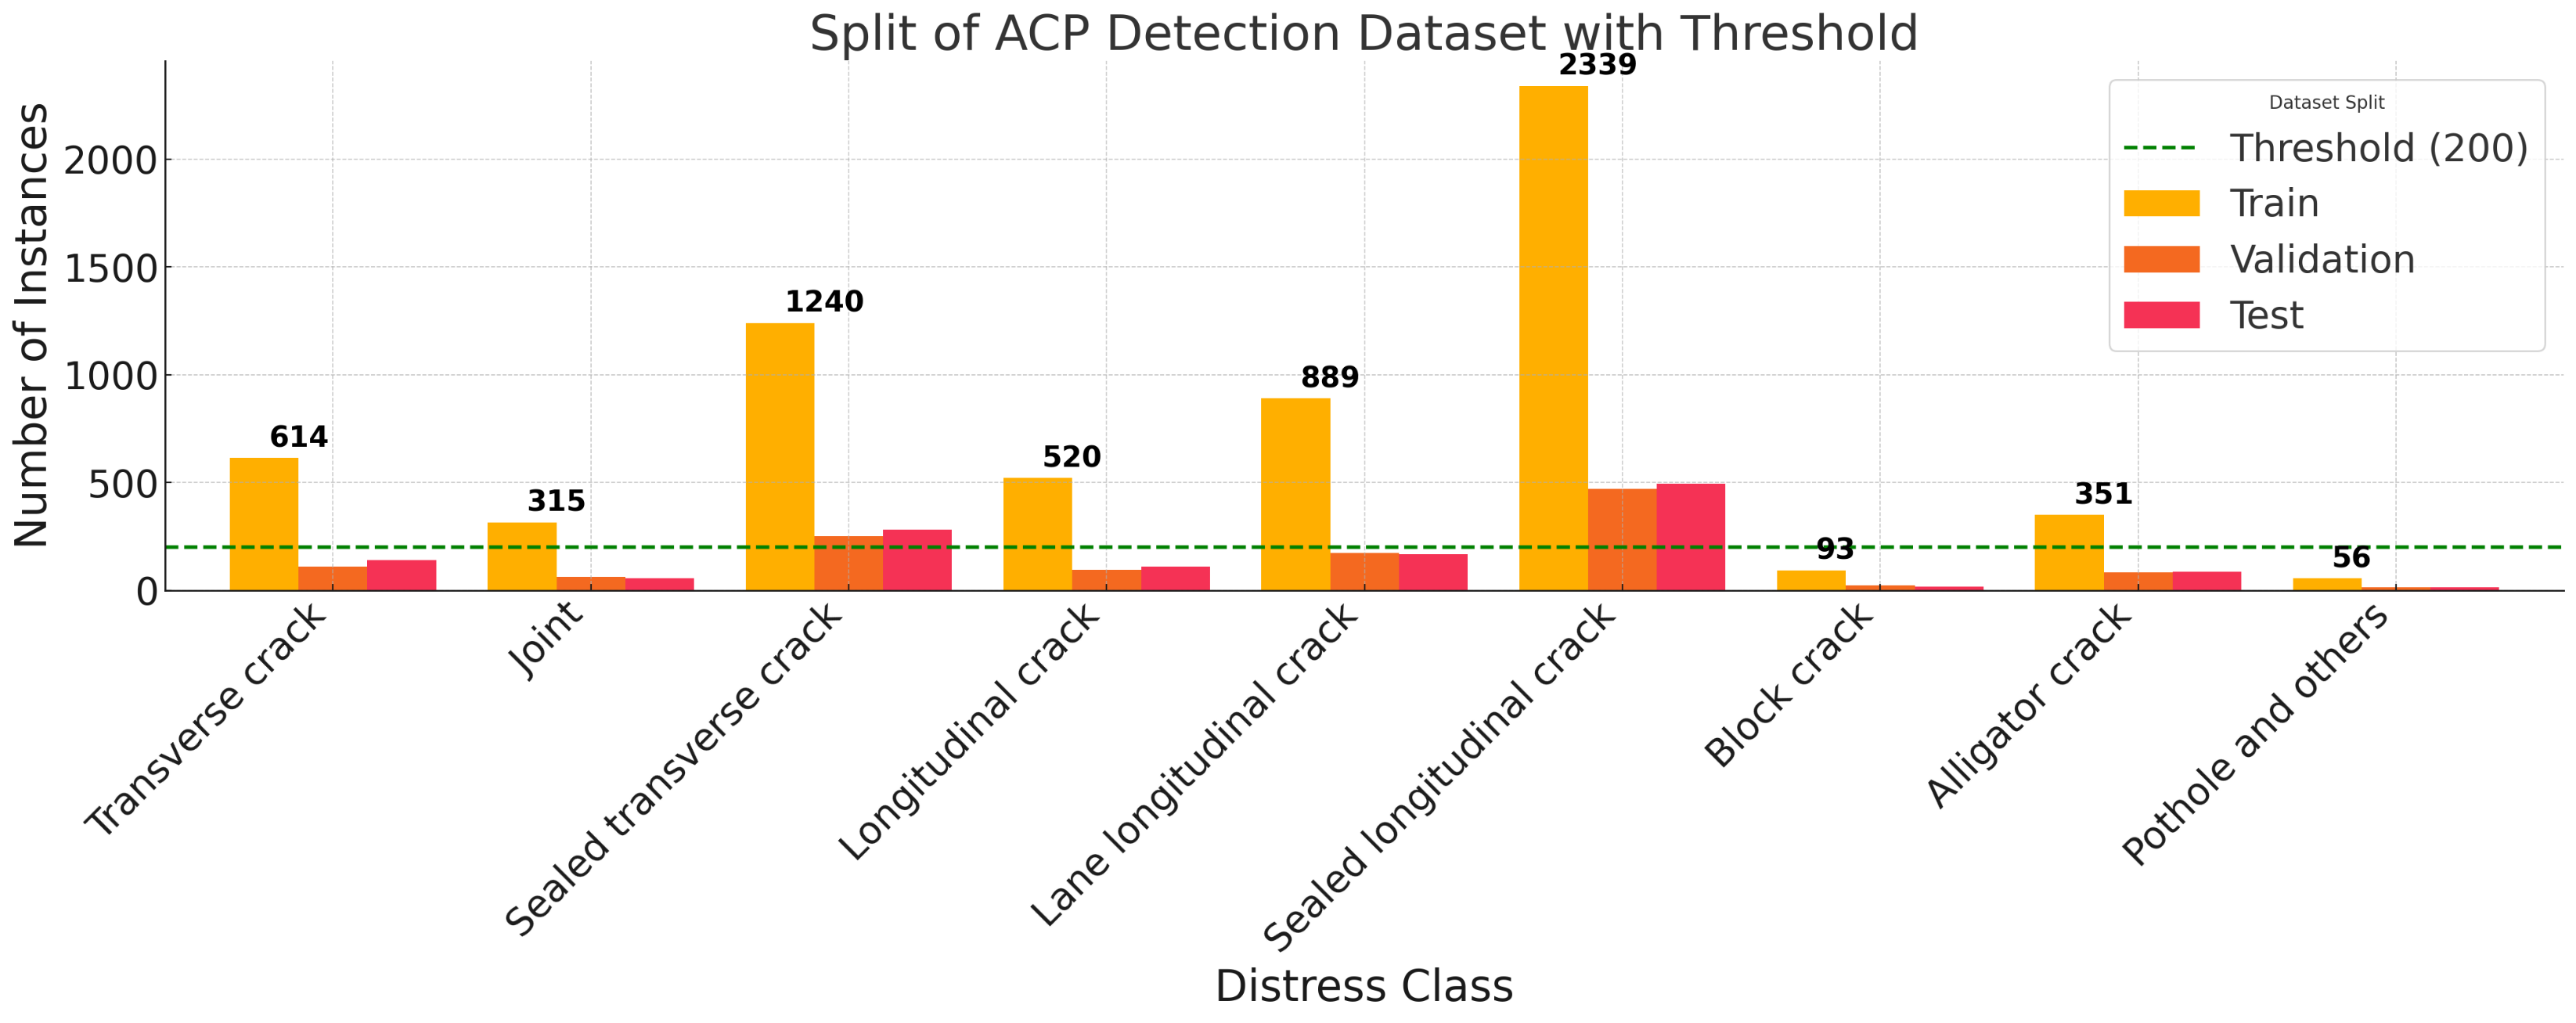 Split of ACP Detection Dataset with Threshold
Number of Instances
2000
1500
1000
500
0
614
315
1240
520
889
2339
93
351
56
Dataset Split
Threshold (200)
Train
Validation
Test
Transverse crack
Joint
Sealed transverse crack
Longitudinal crack
Lane longitudinal crack
Sealed longitudinal crack
Block crack
Alligator crack
Pothole and others
Distress Class